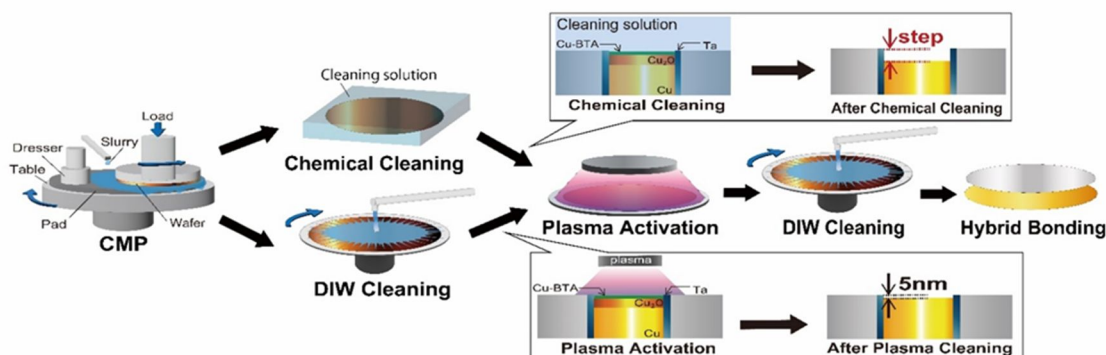 Load
Slurry
Dresser
Table
Pad
Wafer
CMP
Cleaning solution
Chemical Cleaning
DIW Cleaning
Cleaning solution
Cu-BTA
Ta
Cu₂O
Cu
Chemical Cleaning
step
After Chemical Cleaning
Plasma Activation
DIW Cleaning
Hybrid Bonding
plasma
Cu-BTA
Ta
Cu₂O
Cu
Plasma Activation
5nm
After Plasma Cleaning